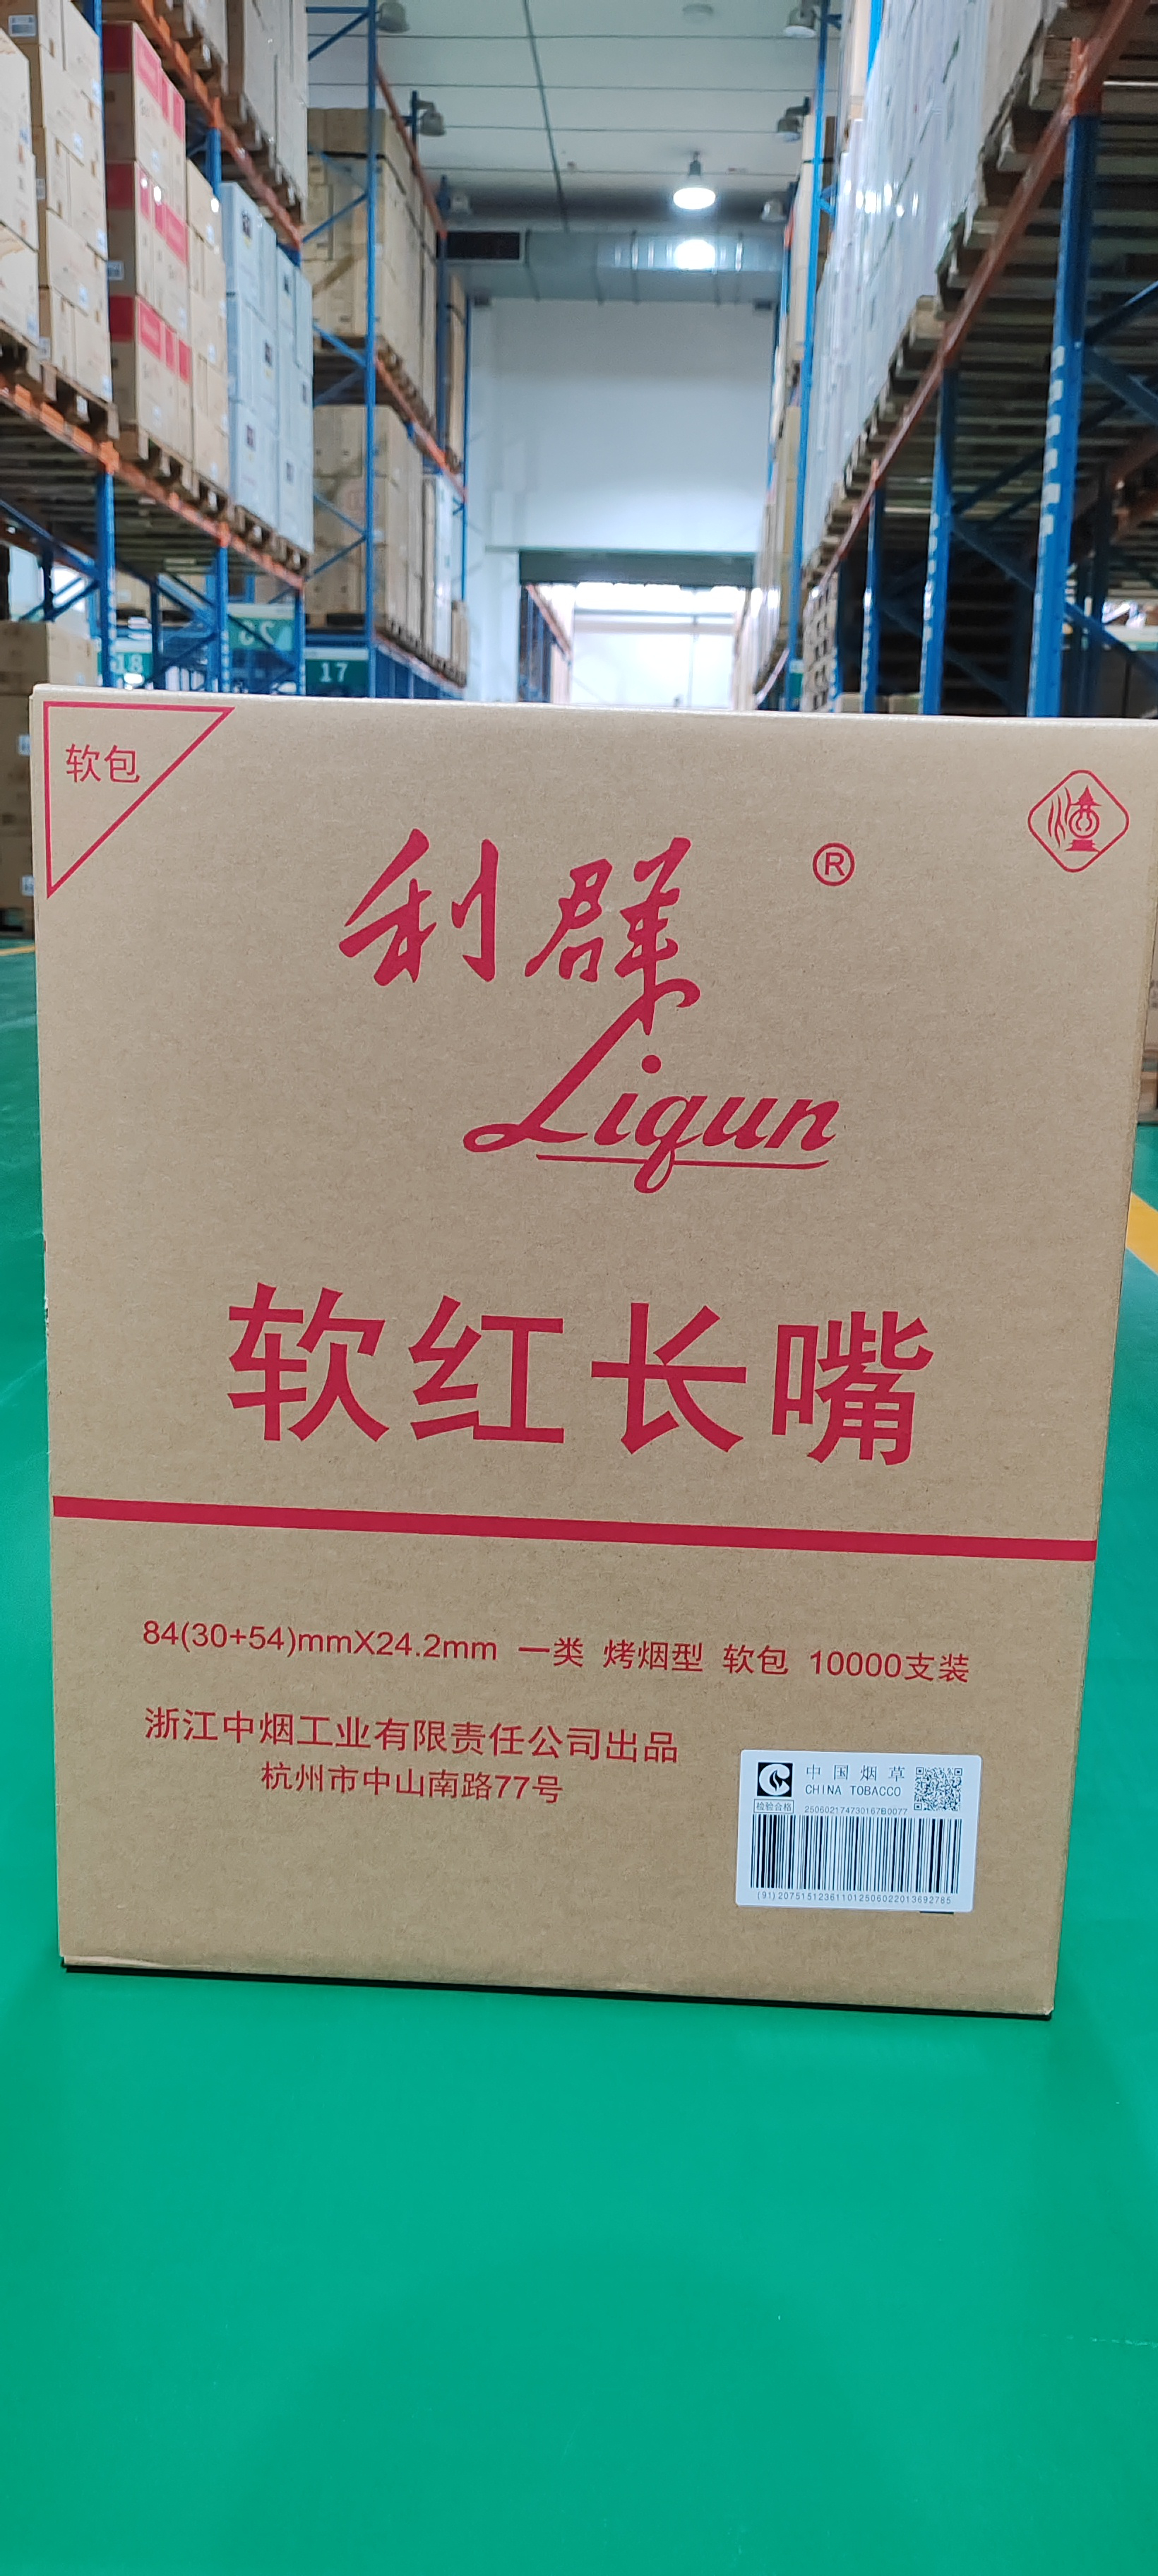 18
17
软包
利群
®
Liqun
软红长嘴
84(30+54)mmX24.2mm 一类 烤烟型 软包 10000支装
浙江中烟工业有限责任公司出品
杭州市中山南路77号
中国烟草
CHINA TOBACCO
检验合格
250602174730167B0077
(91)207515123611012506022013692785